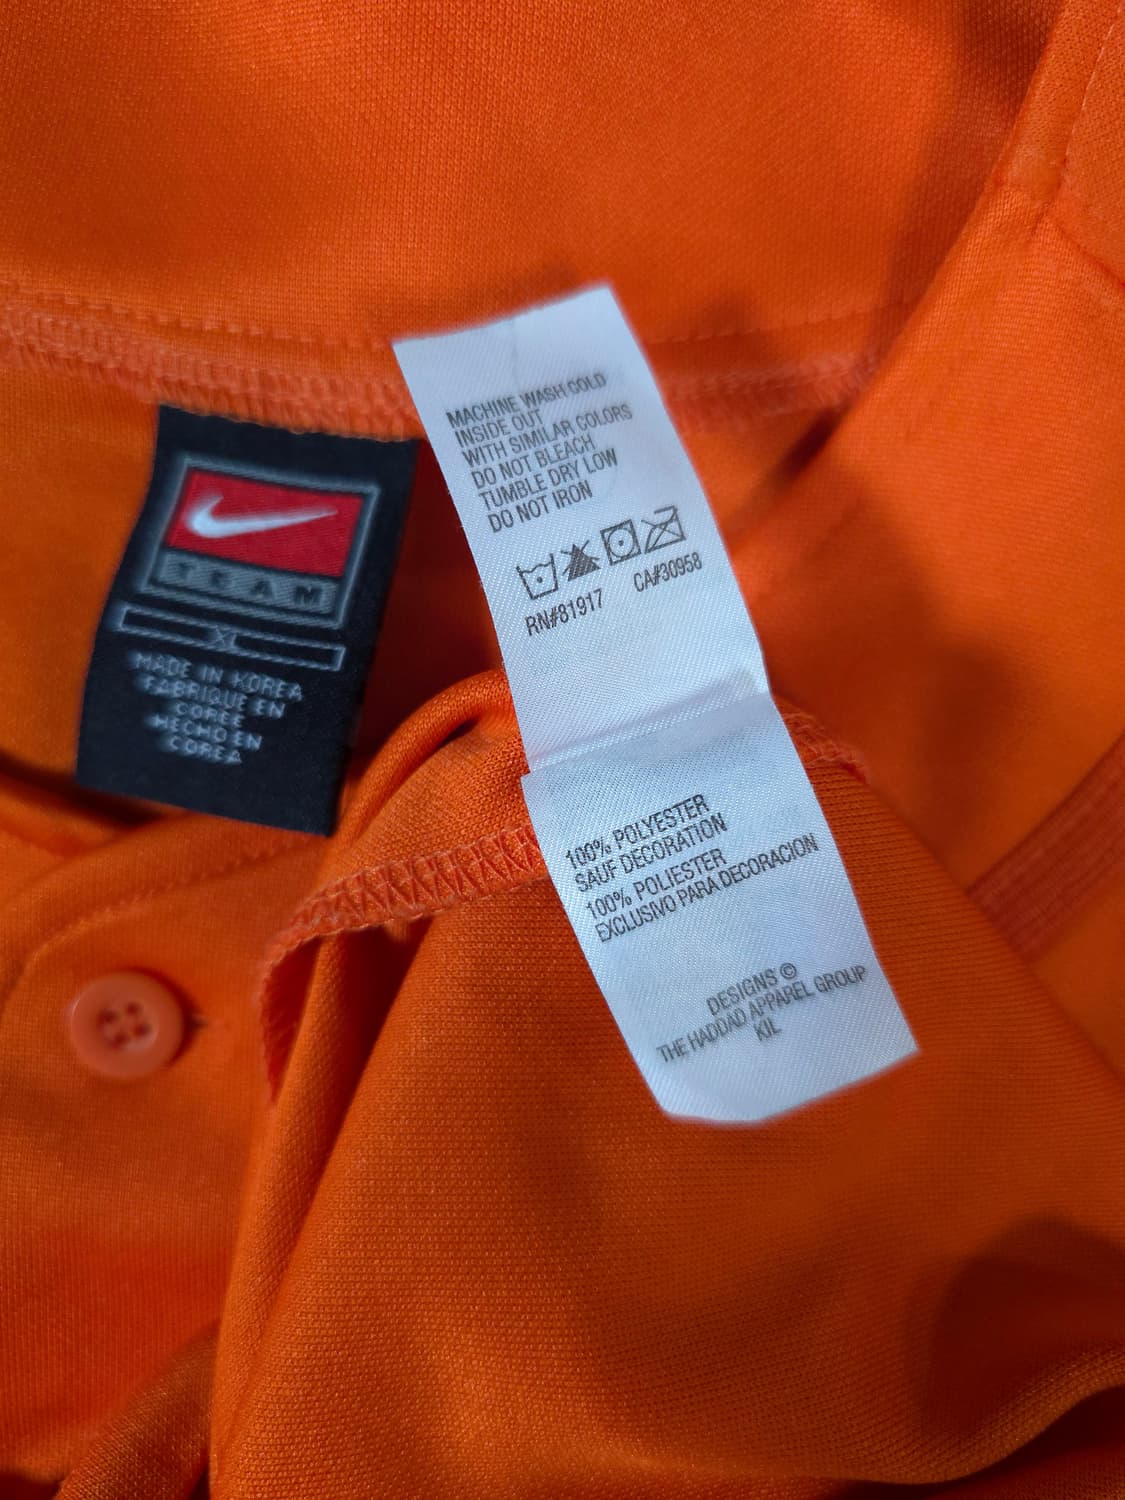 TEAM
XL
MADE IN KOREA
FABRIQUE EN
COREE
HECHO EN
COREA
MACHINE WASH COLD
INSIDE OUT
WITH SIMILAR COLORS
DO NOT BLEACH
TUMBLE DRY LOW
DO NOT IRON
RN#81917 CA#30958
100% POLYESTER
SAUF DECORATION
100% POLIESTER
EXCLUSIVO PARA DECORACION
DESIGNS ©
THE HADDAD APPAREL GROUP
KIL